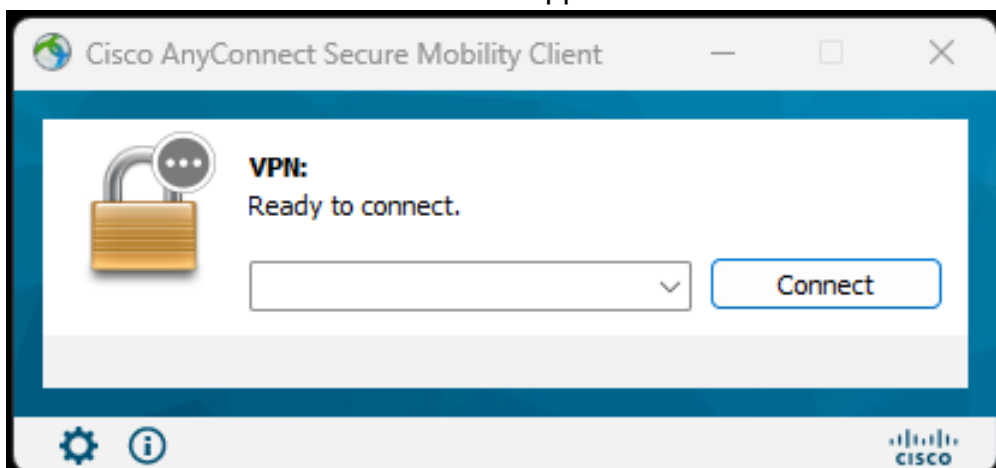 Cisco AnyConnect Secure Mobility Client
VPN:
Ready to connect.
Connect
CISCO